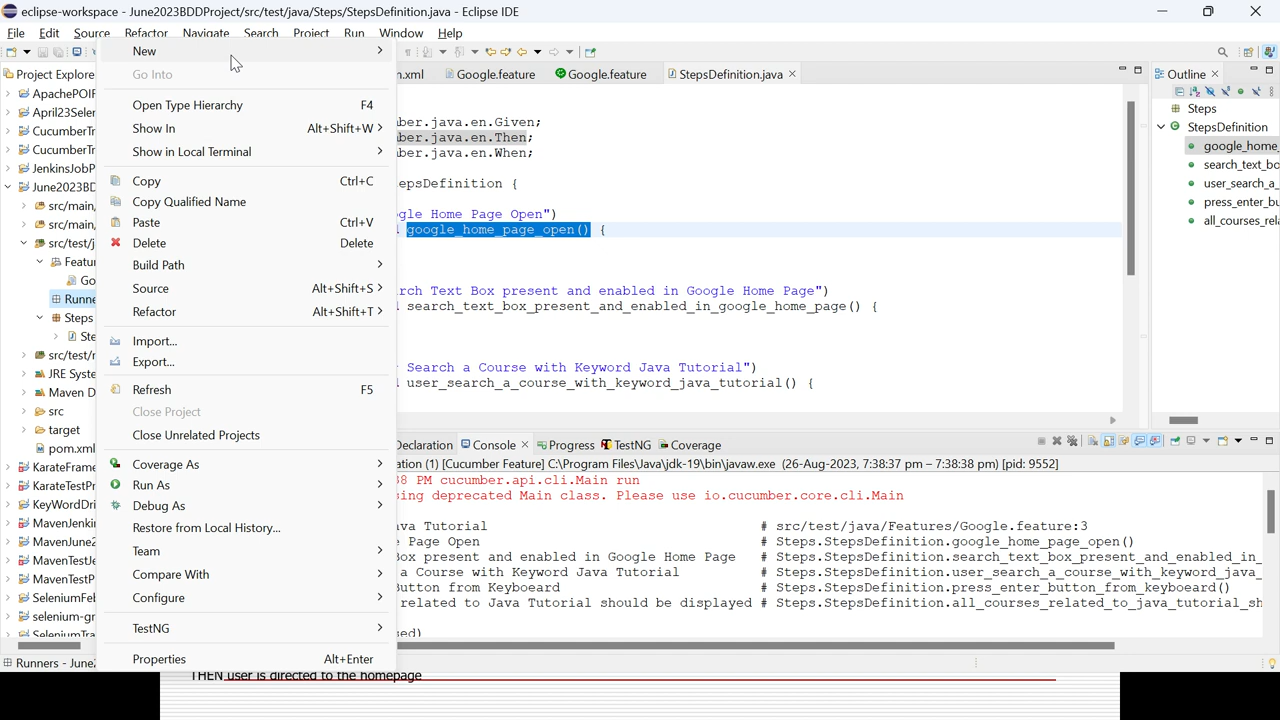 eclipse-workspace - June2023BDDProject/src/test/java/Steps/StepsDefinition.java - Eclipse IDE
File Edit Source Refactor Navigate Search Project Run Window Help
Project Explore
ApachePOIF
April23Seler
CucumberTr
CucumberTr
JenkinsJobP
June2023BD
src/main,
src/main,
src/test/j
Featur
Go
Runne
Steps
Ste
src/test/r
JRE Syste
Maven D
src
target
pom.xml
KarateFrame
KarateTestPr
KeyWordDri
MavenJenki
MavenJune2
MavenTestJe
MavenTestP
SeleniumFeb
selenium-gr
SeleniumTra
New
Go Into
Open Type Hierarchy F4
Show In Alt+Shift+W
Show in Local Terminal
Copy Ctrl+C
Copy Qualified Name
Paste Ctrl+V
Delete Delete
Build Path
Source Alt+Shift+S
Refactor Alt+Shift+T
Import...
Export...
Refresh F5
Close Project
Close Unrelated Projects
Coverage As
Run As
Debug As
Restore from Local History...
Team
Compare With
Configure
TestNG
Properties Alt+Enter
n.xml Google.feature Google.feature StepsDefinition.java
ber.java.en.Given;
ber.java.en.Then;
ber.java.en.When;
epsDefinition {
gle Home Page Open")
google_home_page_open() {
rch Text Box present and enabled in Google Home Page")
search_text_box_present_and_enabled_in_google_home_page() {
Search a Course with Keyword Java Tutorial")
user_search_a_course_with_keyword_java_tutorial() {
Outline
Steps
StepsDefinition
google_home_
search_text_bo
user_search_a_
press_enter_bu
all_courses_rela
Declaration Console Progress TestNG Coverage
ation (1) [Cucumber Feature] C:\Program Files\Java\jdk-19\bin\javaw.exe (26-Aug-2023, 7:38:37 pm – 7:38:38 pm) [pid: 9552]
38 PM cucumber.api.cli.Main run
ing deprecated Main class. Please use io.cucumber.core.cli.Main
ava Tutorial # src/test/java/Features/Google.feature:3
e Page Open # Steps.StepsDefinition.google_home_page_open()
Box present and enabled in Google Home Page # Steps.StepsDefinition.search_text_box_present_and_enabled_in_
a Course with Keyword Java Tutorial # Steps.StepsDefinition.user_search_a_course_with_keyword_java_
utton from Keyboeard # Steps.StepsDefinition.press_enter_button_from_keyboeard()
related to Java Tutorial should be displayed # Steps.StepsDefinition.all_courses_related_to_java_tutorial_sh
ed)
Runners - June2
THEN user is directed to the homepage